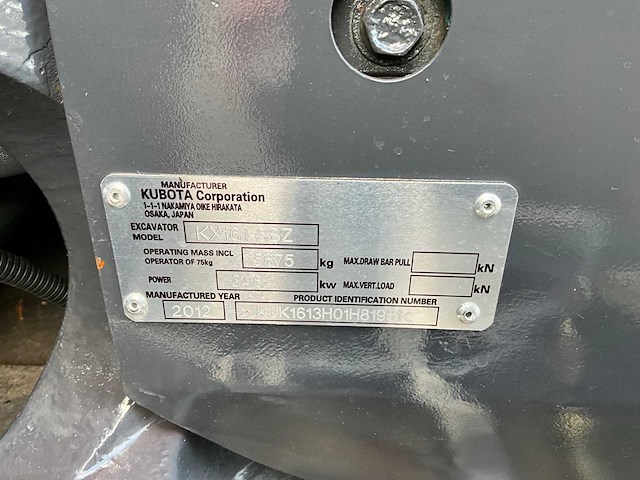 MANUFACTURER
KUBOTA Corporation
1-1-1 NAKAMIYA OIKE HIRAKATA
OSAKA, JAPAN
EXCAVATOR
MODEL
OPERATING MASS INCL
OPERATOR OF 75kg kg MAX.DRAW BAR PULL kN
POWER kw MAX.VERT.LOAD kN
MANUFACTURED YEAR PRODUCT IDENTIFICATION NUMBER
2012